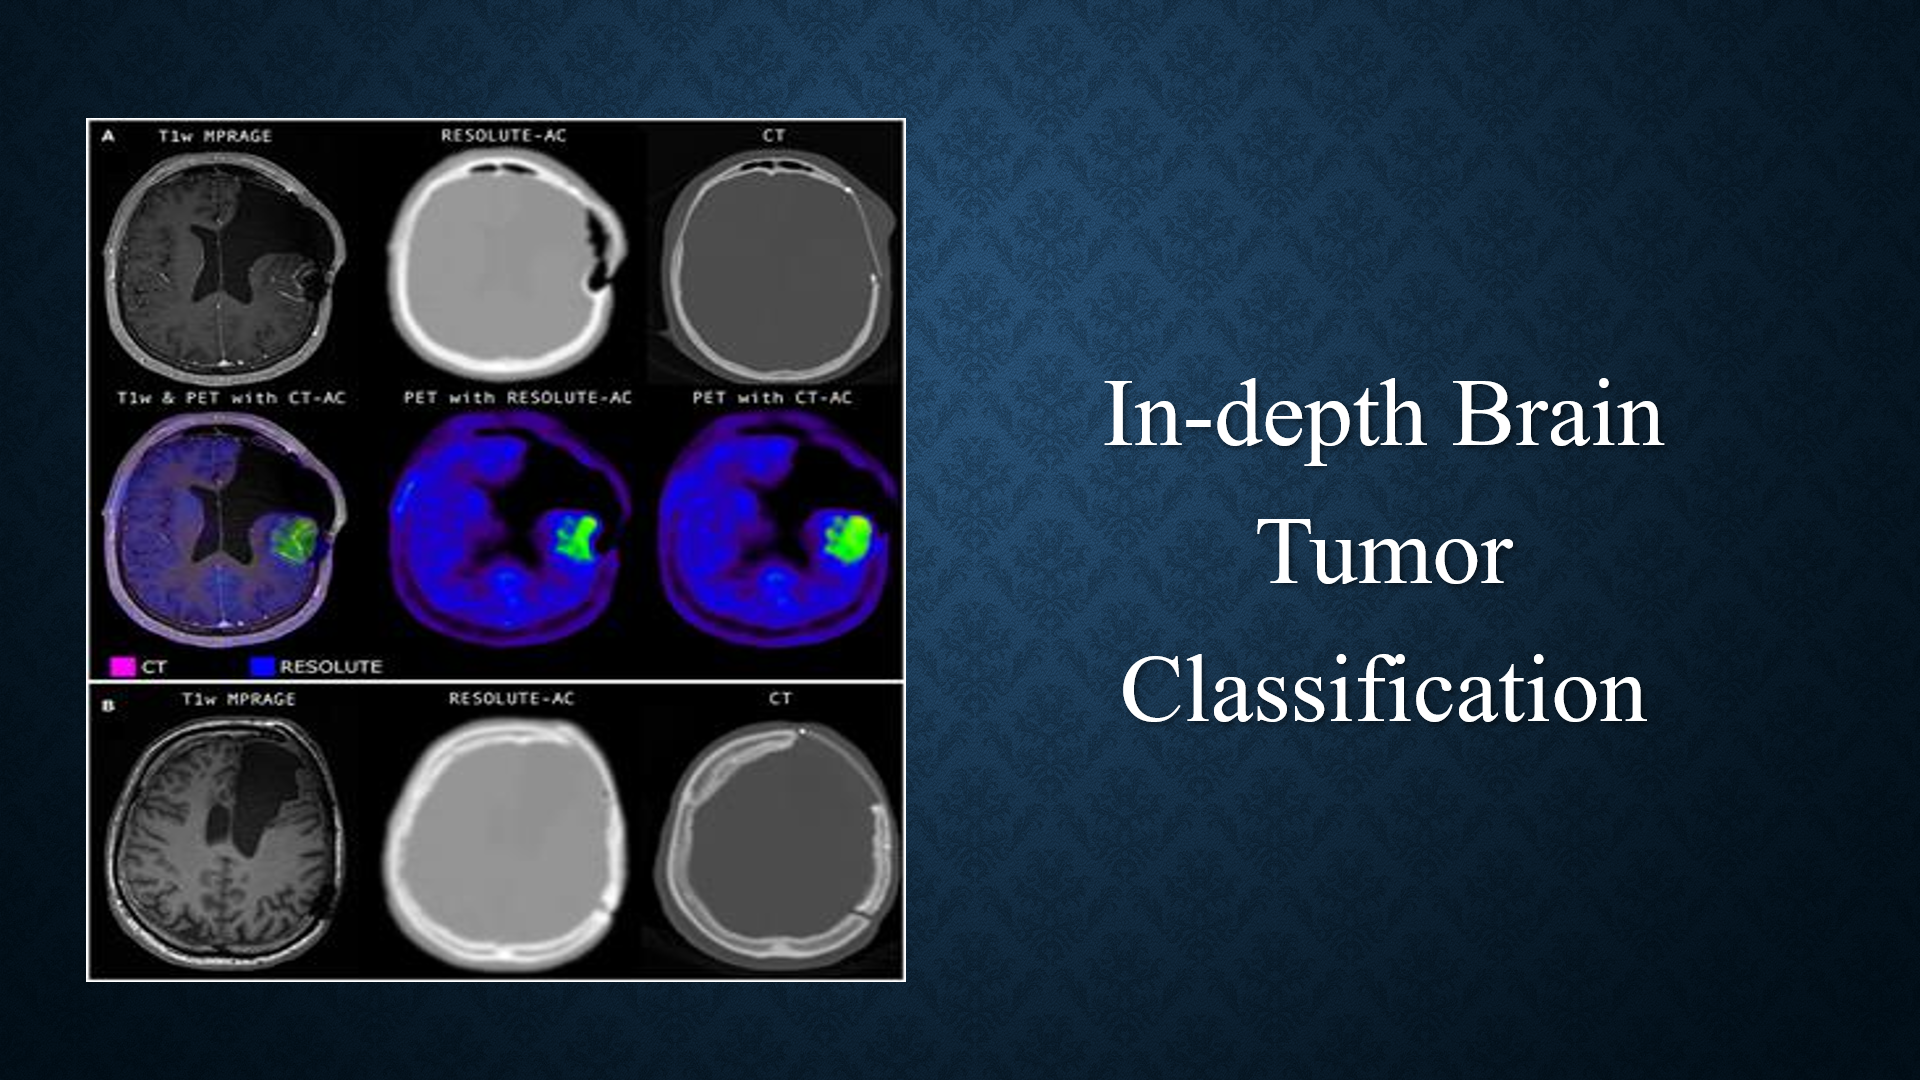 A
T1w MPRAGE
RESOLUTE-AC
CT
T1w & PET with CT-AC
PET with RESOLUTE-AC
PET with CT-AC
CT
RESOLUTE
B
T1w MPRAGE
RESOLUTE-AC
CT
In-depth Brain
Tumor
Classification